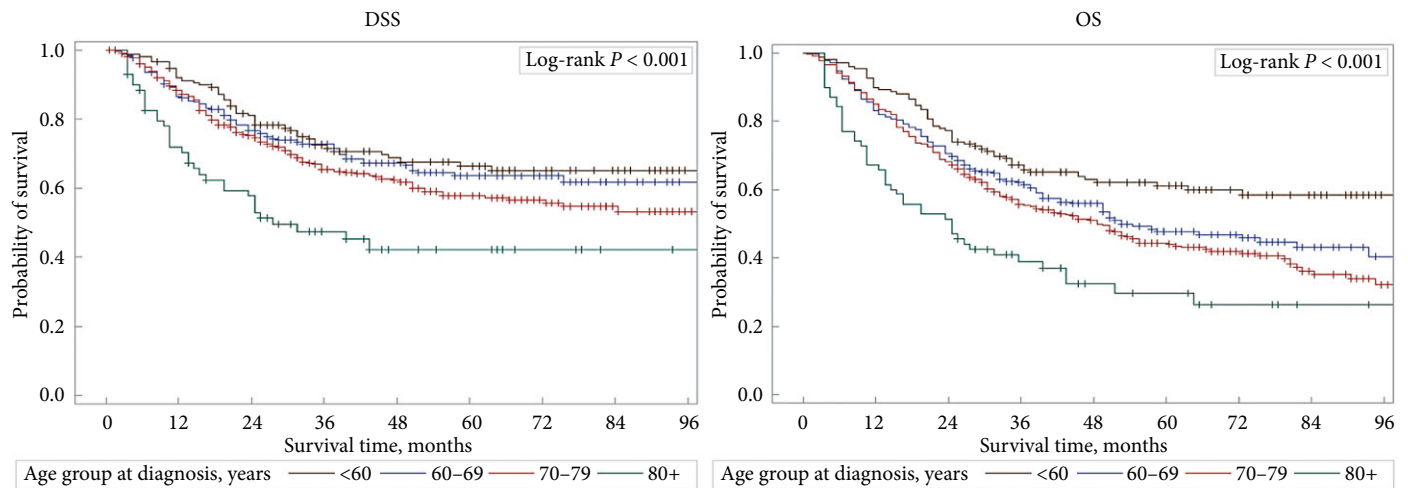 DSS
Log-rank P < 0.001
Probability of survival
1.0
0.8
0.6
0.4
0.2
0.0
0 12 24 36 48 60 72 84 96
Survival time, months
Age group at diagnosis, years <60 60–69 70–79 80+
OS
Log-rank P < 0.001
Probability of survival
1.0
0.8
0.6
0.4
0.2
0.0
0 12 24 36 48 60 72 84 96
Survival time, months
Age group at diagnosis, years <60 60–69 70–79 80+